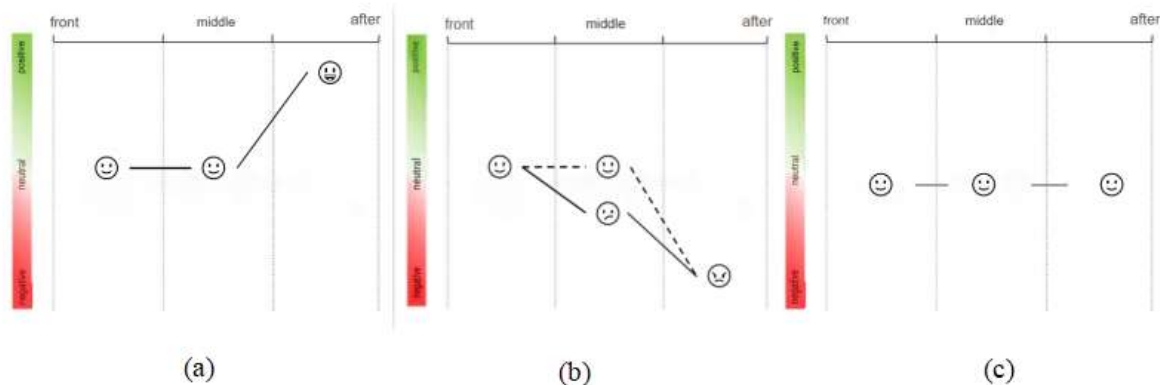 front middle after
positive
neutral
negative
front middle after
positive
neutral
negative
front middle after
positive
neutral
negative
(a) (b) (c)